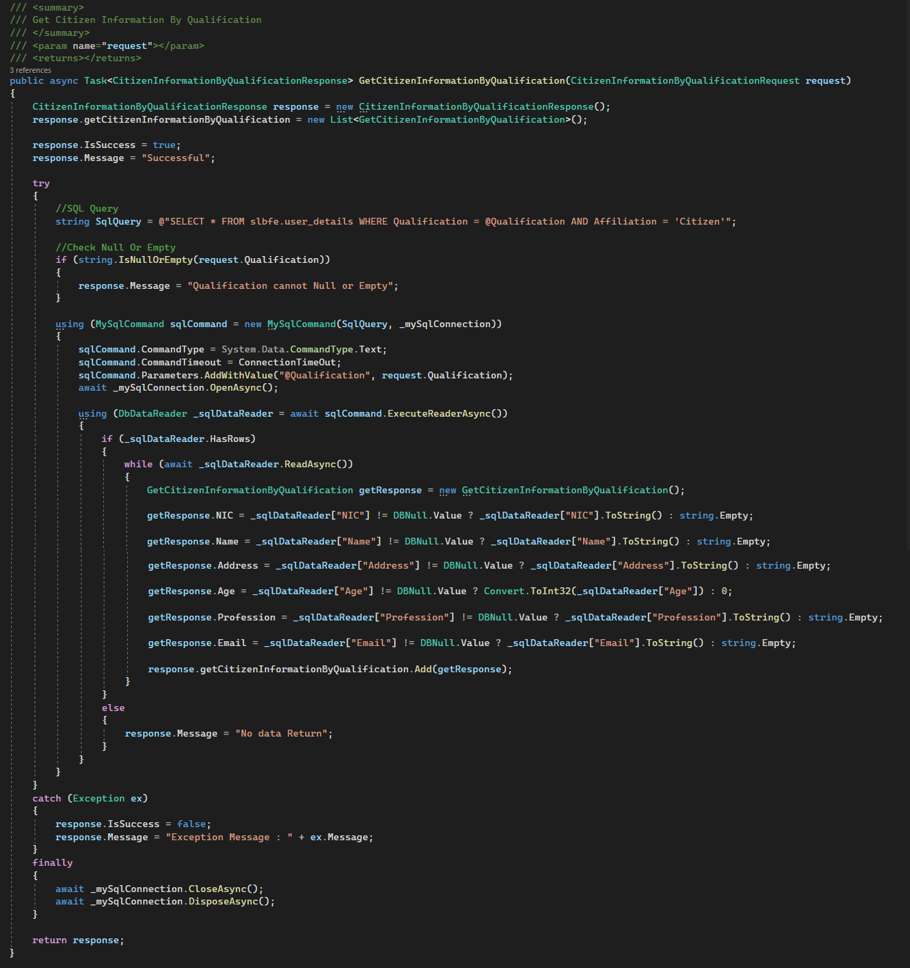 /// <summary>
/// Get Citizen Information By Qualification
/// </summary>
/// <param name="request"></param>
/// <returns></returns>
3 references
public async Task<CitizenInformationByQualificationResponse> GetCitizenInformationByQualification(CitizenInformationByQualificationRequest request)
{
    CitizenInformationByQualificationResponse response = new CitizenInformationByQualificationResponse();
    response.getCitizenInformationByQualification = new List<GetCitizenInformationByQualification>();

    response.IsSuccess = true;
    response.Message = "Successful";

    try
    {
        //SQL Query
        string SqlQuery = @"SELECT * FROM slbfe.user_details WHERE Qualification = @Qualification AND Affiliation = 'Citizen'";

        //Check Null Or Empty
        if (string.IsNullOrEmpty(request.Qualification))
        {
            response.Message = "Qualification cannot Null or Empty";
        }

        using (MySqlCommand sqlCommand = new MySqlCommand(SqlQuery, _mySqlConnection))
        {
            sqlCommand.CommandType = System.Data.CommandType.Text;
            sqlCommand.CommandTimeout = ConnectionTimeOut;
            sqlCommand.Parameters.AddWithValue("@Qualification", request.Qualification);
            await _mySqlConnection.OpenAsync();

            using (DbDataReader _sqlDataReader = await sqlCommand.ExecuteReaderAsync())
            {
                if (_sqlDataReader.HasRows)
                {
                    while (await _sqlDataReader.ReadAsync())
                    {
                        GetCitizenInformationByQualification getResponse = new GetCitizenInformationByQualification();

                        getResponse.NIC = _sqlDataReader["NIC"] != DBNull.Value ? _sqlDataReader["NIC"].ToString() : string.Empty;

                        getResponse.Name = _sqlDataReader["Name"] != DBNull.Value ? _sqlDataReader["Name"].ToString() : string.Empty;

                        getResponse.Address = _sqlDataReader["Address"] != DBNull.Value ? _sqlDataReader["Address"].ToString() : string.Empty;

                        getResponse.Age = _sqlDataReader["Age"] != DBNull.Value ? Convert.ToInt32(_sqlDataReader["Age"]) : 0;

                        getResponse.Profession = _sqlDataReader["Profession"] != DBNull.Value ? _sqlDataReader["Profession"].ToString() : string.Empty;

                        getResponse.Email = _sqlDataReader["Email"] != DBNull.Value ? _sqlDataReader["Email"].ToString() : string.Empty;

                        response.getCitizenInformationByQualification.Add(getResponse);
                    }
                }
                else
                {
                    response.Message = "No data Return";
                }
            }
        }
    }
    catch (Exception ex)
    {
        response.IsSuccess = false;
        response.Message = "Exception Message : " + ex.Message;
    }
    finally
    {
        await _mySqlConnection.CloseAsync();
        await _mySqlConnection.DisposeAsync();
    }

    return response;
}